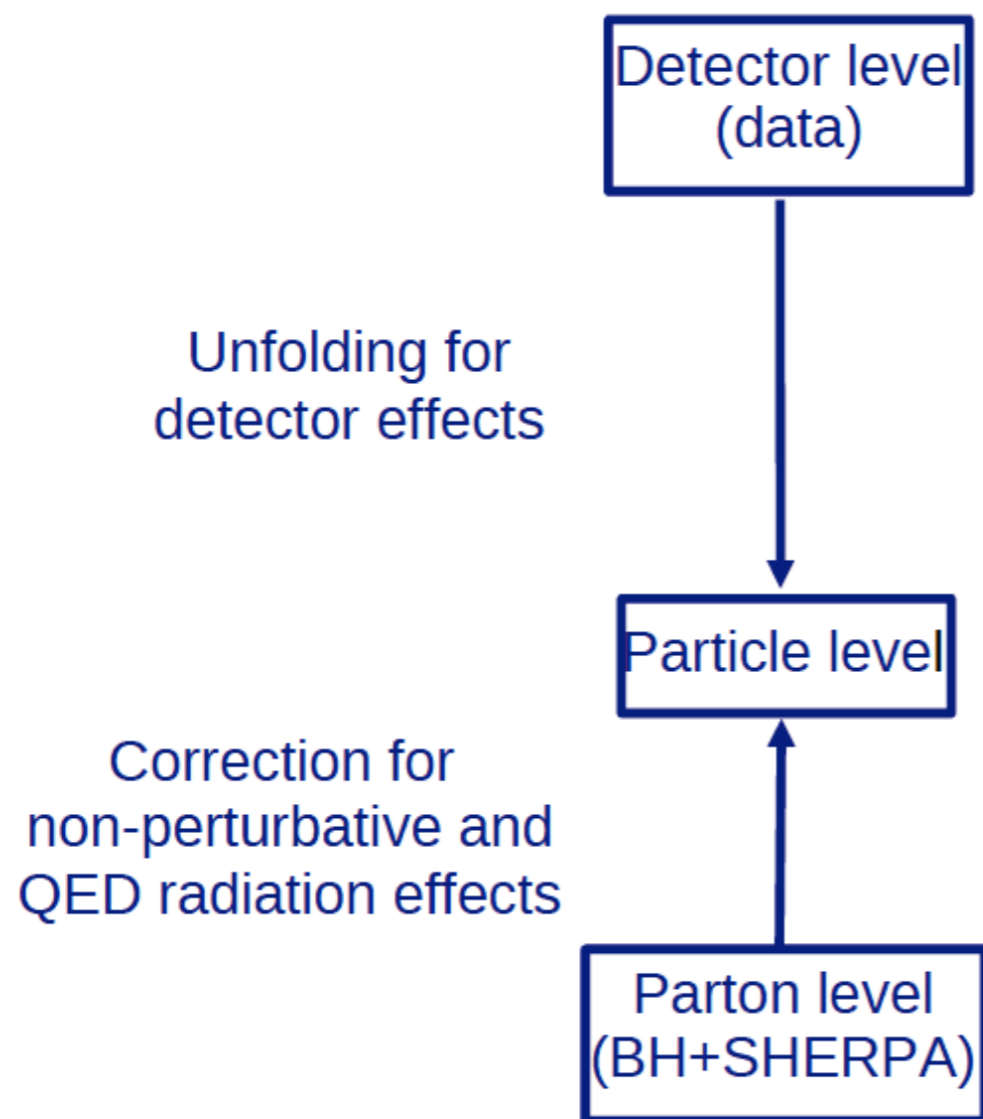 Detector level
(data)
Unfolding for
detector effects
Particle level
Correction for
non-perturbative and
QED radiation effects
Parton level
(BH+SHERPA)